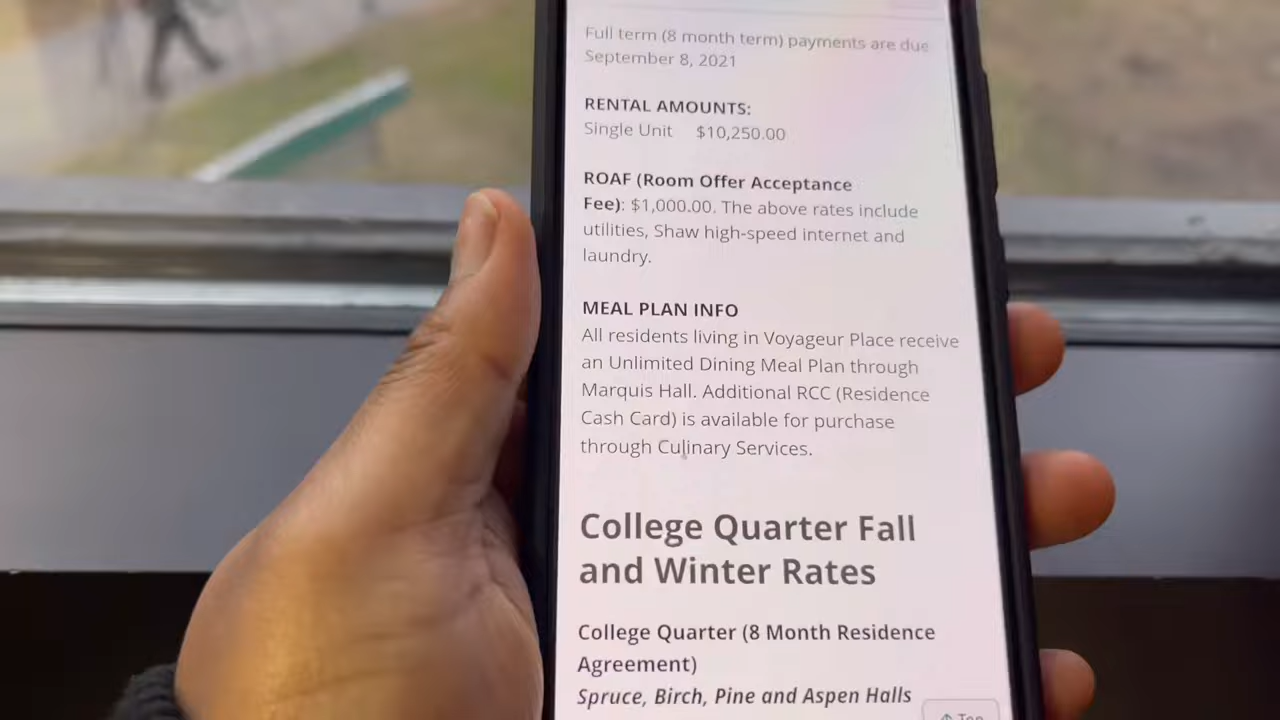 Full term (8 month term) payments are due
September 8, 2021
RENTAL AMOUNTS:
Single Unit $10,250.00
ROAF (Room Offer Acceptance
Fee): $1,000.00. The above rates include
utilities, Shaw high-speed internet and
laundry.
MEAL PLAN INFO
All residents living in Voyageur Place receive
an Unlimited Dining Meal Plan through
Marquis Hall. Additional RCC (Residence
Cash Card) is available for purchase
through Culinary Services.
College Quarter Fall
and Winter Rates
College Quarter (8 Month Residence
Agreement)
Spruce, Birch, Pine and Aspen Halls
Top